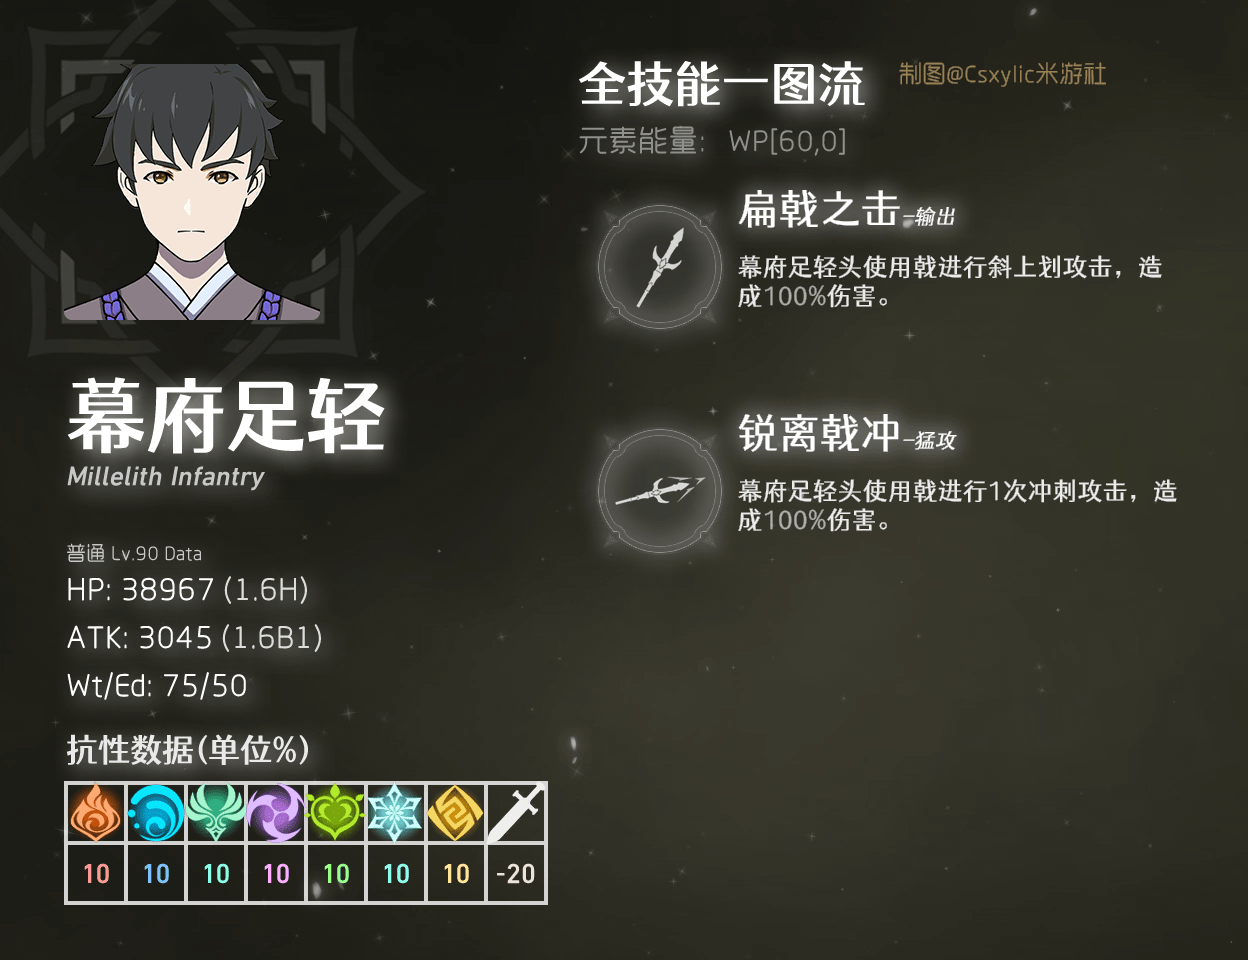 全技能一图流
制图@Csxylic米游社
元素能量: WP[60,0]
扁戟之击-输出
幕府足轻头使用戟进行斜上划攻击，造
成100%伤害。
锐离戟冲-猛攻
幕府足轻头使用戟进行1次冲刺攻击，造
成100%伤害。
幕府足轻
Millelith Infantry
普通 Lv.90 Data
HP: 38967 (1.6H)
ATK: 3045 (1.6B1)
Wt/Ed: 75/50
抗性数据(单位%)
10 10 10 10 10 10 10 -20